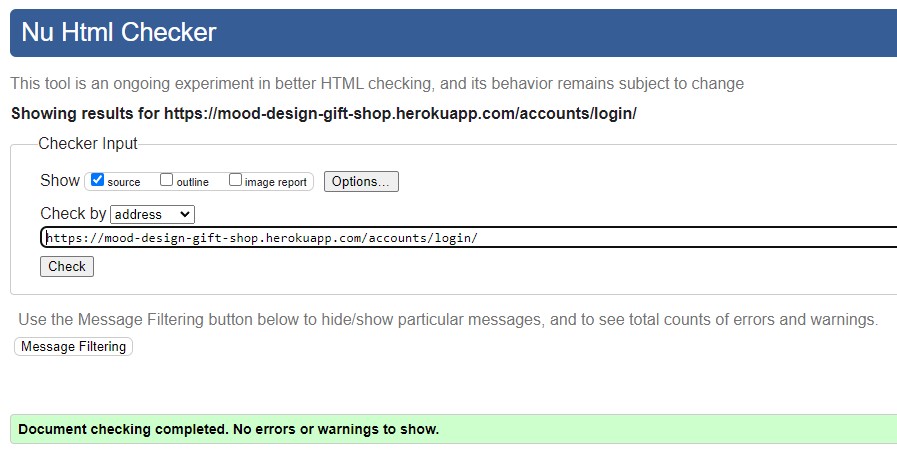 Nu Html Checker
This tool is an ongoing experiment in better HTML checking, and its behavior remains subject to change
Showing results for https://mood-design-gift-shop.herokuapp.com/accounts/login/
Checker Input
Show source outline image report Options...
Check by address
https://mood-design-gift-shop.herokuapp.com/accounts/login/
Check
Use the Message Filtering button below to hide/show particular messages, and to see total counts of errors and warnings.
Message Filtering
Document checking completed. No errors or warnings to show.